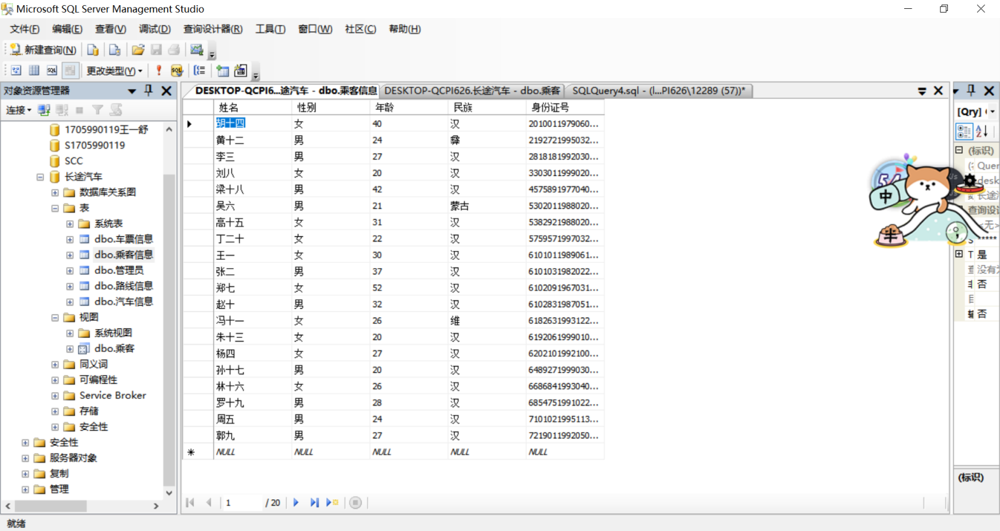 Microsoft SQL Server Management Studio
文件(F) 编辑(E) 查看(V) 调试(D) 查询设计器(R) 工具(T) 窗口(W) 社区(C) 帮助(H)
新建查询(N)
SQL 更改类型(Y) SQL
对象资源管理器
连接
1705990119王一舒
S1705990119
SCC
长途汽车
数据库关系图
表
系统表
dbo.车票信息
dbo.乘客信息
dbo.管理员
dbo.路线信息
dbo.汽车信息
视图
系统视图
dbo.乘客
同义词
可编程性
Service Broker
存储
安全性
安全性
服务器对象
复制
管理
DESKTOP-QCPI6...途汽车 - dbo.乘客信息 DESKTOP-QCPI626.长途汽车 - dbo.乘客 SQLQuery4.sql - (l...PI626\12289 (57))*
姓名 性别 年龄 民族 身份证号
胡十四 女 40 汉 2010011979060...
黄十二 男 24 彝 2192721995032...
李三 男 27 汉 2818181992030...
刘八 女 20 汉 3303011999020...
梁十八 男 42 汉 4575891977040...
吴六 男 21 蒙古 5302011988020...
高十五 女 31 汉 5382921988020...
丁二十 女 22 汉 5759571997032...
王一 女 30 汉 6101011989061...
张二 男 37 汉 6101031982022...
郑七 女 52 汉 6102091967031...
赵十 男 32 汉 6102831987051...
冯十一 女 26 维 6182631993122...
朱十三 女 20 汉 6192061999010...
杨四 女 27 汉 6202101992100...
孙十七 男 20 汉 6489271999030...
林十六 女 26 汉 6686841993040...
罗十九 男 28 汉 6854751991022...
周五 男 24 汉 7101021995113...
郭九 男 27 汉 7219011992050...
NULL NULL NULL NULL NULL
1 / 20
[Qry]
(标识)
Quer
desk
长途
查询设
<无>
*****
T 是
没有
否
否
中
半
(标识)
就绪